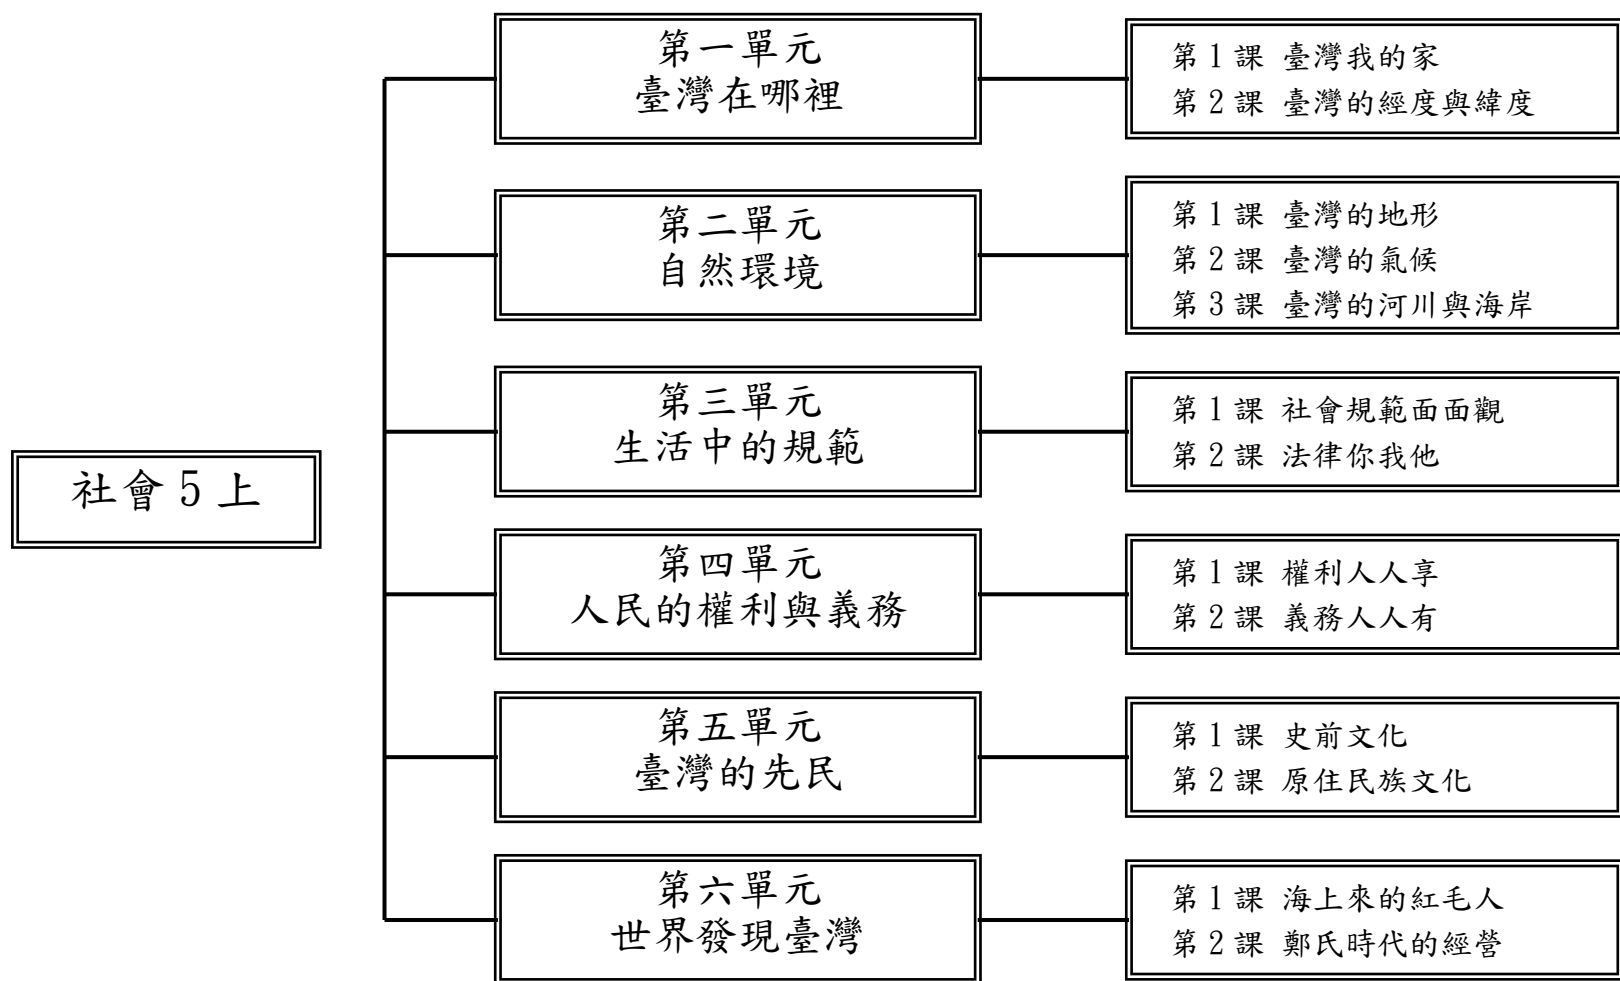 社會5上
第一單元
臺灣在哪裡
第1課 臺灣我的家
第2課 臺灣的經度與緯度
第二單元
自然環境
第1課 臺灣的地形
第2課 臺灣的氣候
第3課 臺灣的河川與海岸
第三單元
生活中的規範
第1課 社會規範面面觀
第2課 法律你我他
第四單元
人民的權利與義務
第1課 權利人人享
第2課 義務人人有
第五單元
臺灣的先民
第1課 史前文化
第2課 原住民族文化
第六單元
世界發現臺灣
第1課 海上來的紅毛人
第2課 鄭氏時代的經營